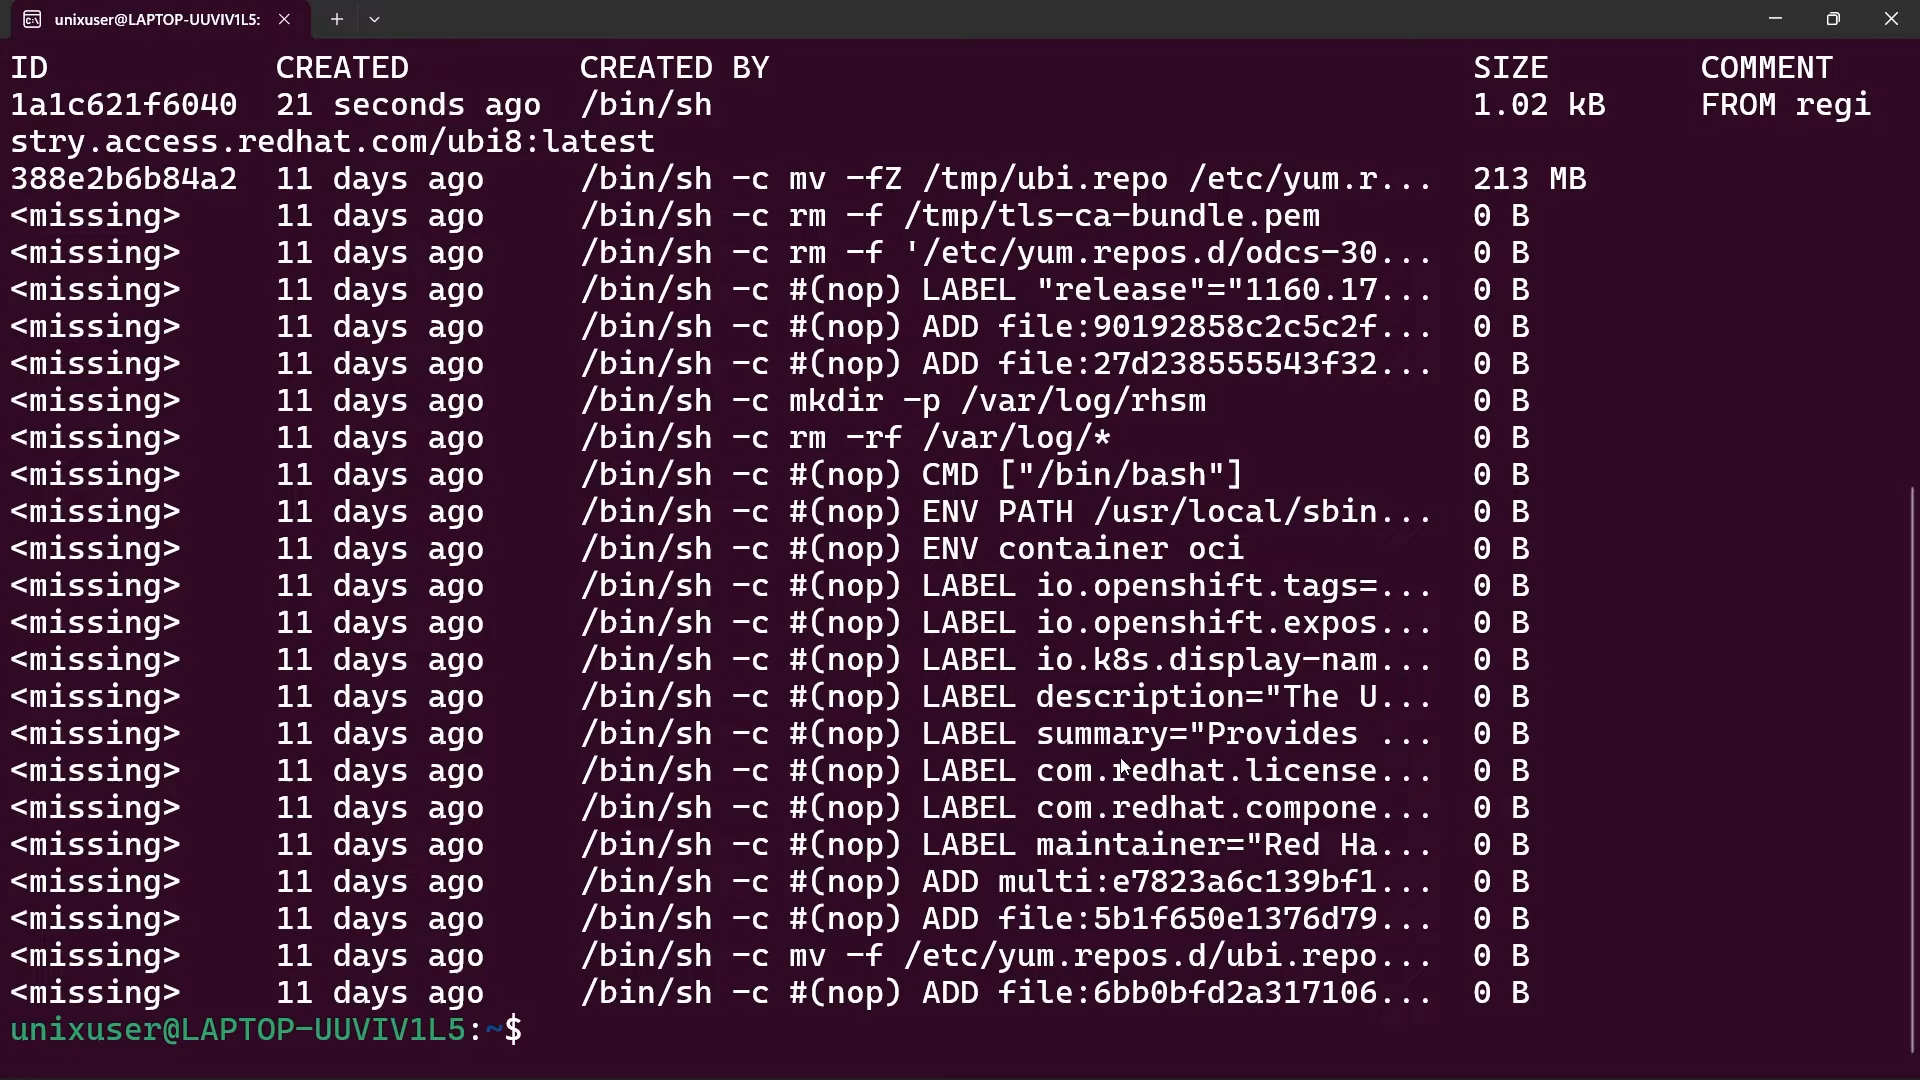 unixuser@LAPTOP-UUVIV1L5:
ID CREATED CREATED BY SIZE COMMENT
1a1c621f6040 21 seconds ago /bin/sh 1.02 kB FROM regi
stry.access.redhat.com/ubi8:latest
388e2b6b84a2 11 days ago /bin/sh -c mv -fZ /tmp/ubi.repo /etc/yum.r... 213 MB
<missing> 11 days ago /bin/sh -c rm -f /tmp/tls-ca-bundle.pem 0 B
<missing> 11 days ago /bin/sh -c rm -f '/etc/yum.repos.d/odcs-30... 0 B
<missing> 11 days ago /bin/sh -c #(nop) LABEL "release"="1160.17... 0 B
<missing> 11 days ago /bin/sh -c #(nop) ADD file:90192858c2c5c2f... 0 B
<missing> 11 days ago /bin/sh -c #(nop) ADD file:27d238555543f32... 0 B
<missing> 11 days ago /bin/sh -c mkdir -p /var/log/rhsm 0 B
<missing> 11 days ago /bin/sh -c rm -rf /var/log/* 0 B
<missing> 11 days ago /bin/sh -c #(nop) CMD ["/bin/bash"] 0 B
<missing> 11 days ago /bin/sh -c #(nop) ENV PATH /usr/local/sbin... 0 B
<missing> 11 days ago /bin/sh -c #(nop) ENV container oci 0 B
<missing> 11 days ago /bin/sh -c #(nop) LABEL io.openshift.tags=... 0 B
<missing> 11 days ago /bin/sh -c #(nop) LABEL io.openshift.expos... 0 B
<missing> 11 days ago /bin/sh -c #(nop) LABEL io.k8s.display-nam... 0 B
<missing> 11 days ago /bin/sh -c #(nop) LABEL description="The U... 0 B
<missing> 11 days ago /bin/sh -c #(nop) LABEL summary="Provides ... 0 B
<missing> 11 days ago /bin/sh -c #(nop) LABEL com.redhat.license... 0 B
<missing> 11 days ago /bin/sh -c #(nop) LABEL com.redhat.compone... 0 B
<missing> 11 days ago /bin/sh -c #(nop) LABEL maintainer="Red Ha... 0 B
<missing> 11 days ago /bin/sh -c #(nop) ADD multi:e7823a6c139bf1... 0 B
<missing> 11 days ago /bin/sh -c #(nop) ADD file:5b1f650e1376d79... 0 B
<missing> 11 days ago /bin/sh -c mv -f /etc/yum.repos.d/ubi.repo... 0 B
<missing> 11 days ago /bin/sh -c #(nop) ADD file:6bb0bfd2a317106... 0 B
unixuser@LAPTOP-UUVIV1L5:~$